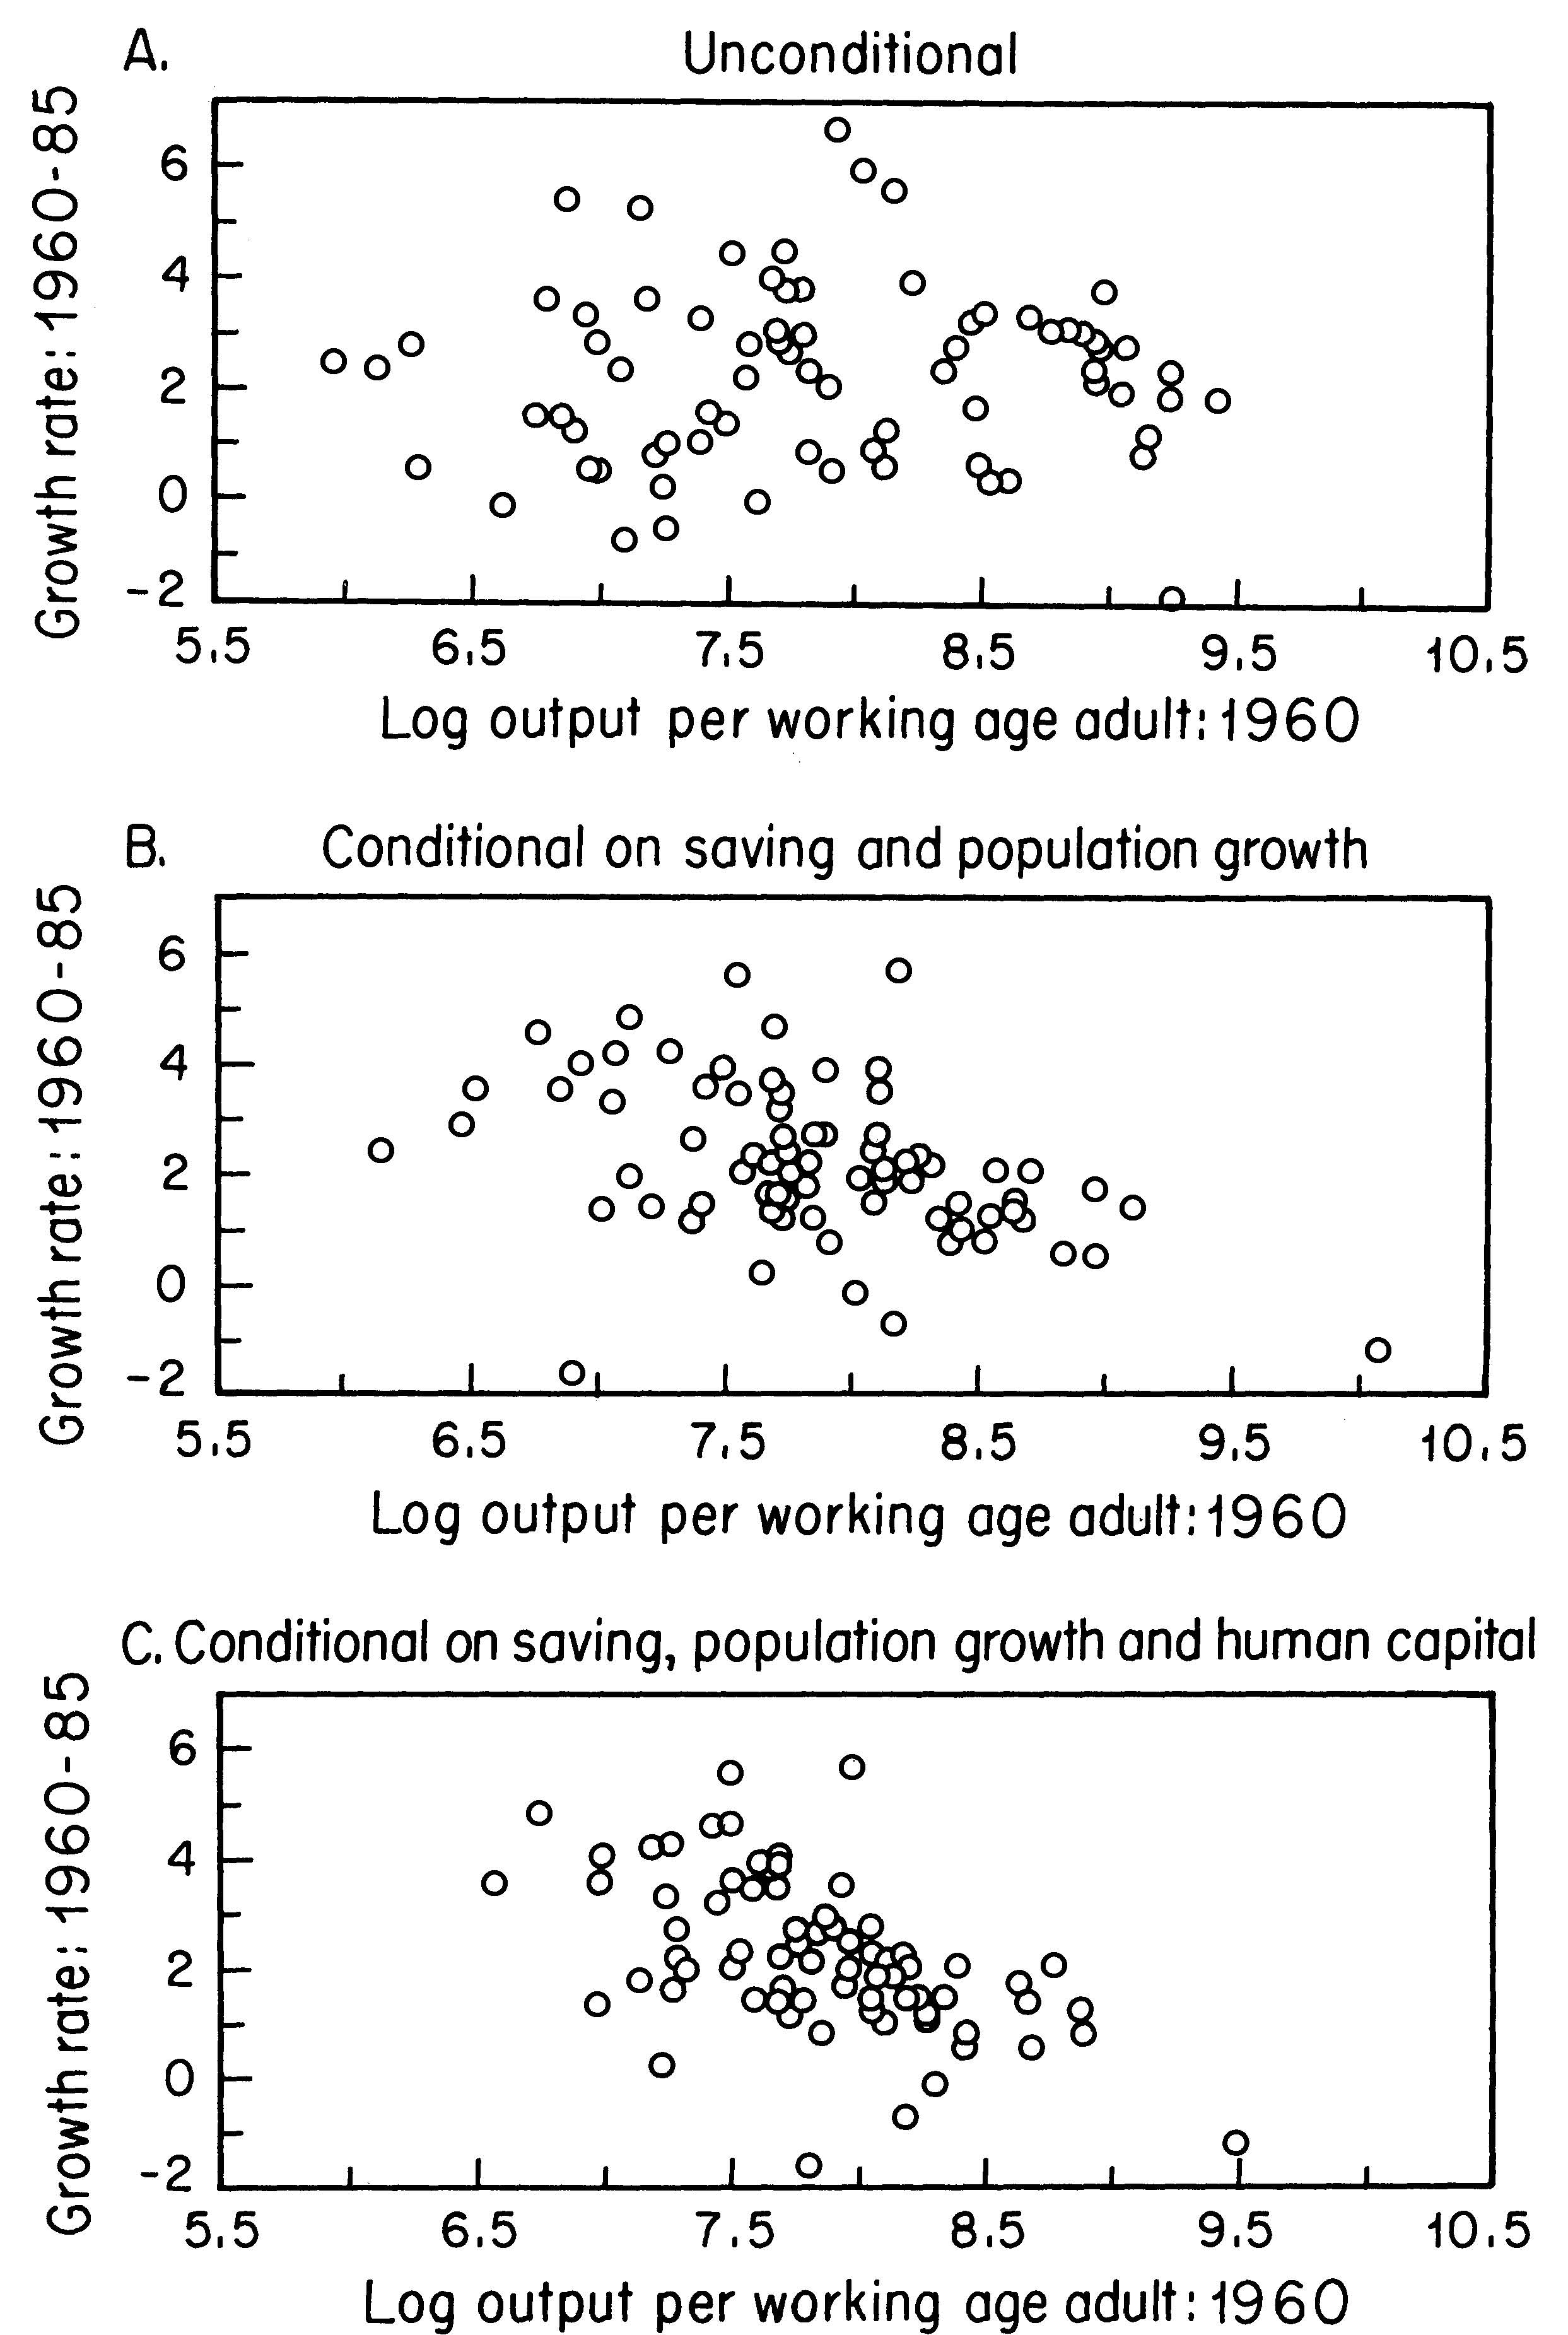 A. Unconditional
Growth rate: 1960-85
6
4
2
0
-2
5.5 6.5 7.5 8.5 9.5 10.5
Log output per working age adult: 1960
B. Conditional on saving and population growth
Growth rate: 1960-85
6
4
2
0
-2
5.5 6.5 7.5 8.5 9.5 10.5
Log output per working age adult: 1960
C. Conditional on saving, population growth and human capital
Growth rate: 1960-85
6
4
2
0
-2
5.5 6.5 7.5 8.5 9.5 10.5
Log output per working age adult: 1960